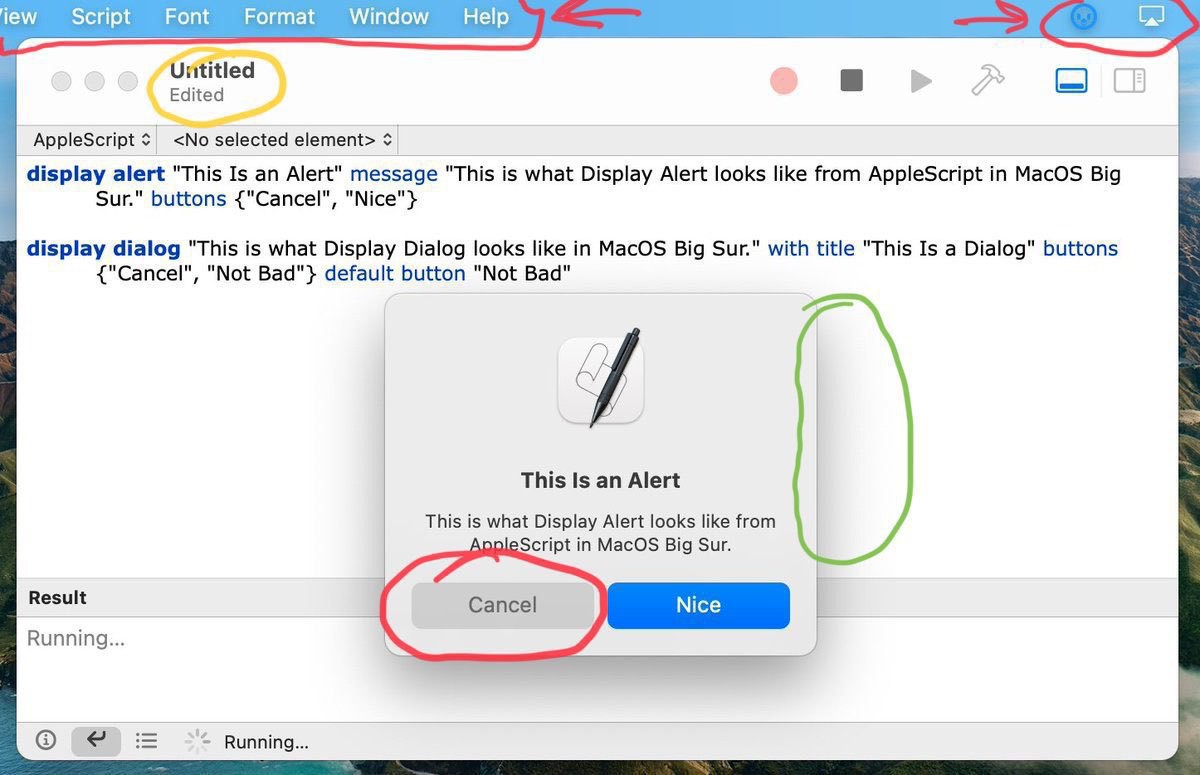 View Script Font Format Window Help
Untitled
Edited
AppleScript <No selected element>
display alert "This Is an Alert" message "This is what Display Alert looks like from AppleScript in MacOS Big
Sur." buttons {"Cancel", "Nice"}
display dialog "This is what Display Dialog looks like in MacOS Big Sur." with title "This Is a Dialog" buttons
{"Cancel", "Not Bad"} default button "Not Bad"
This Is an Alert
This is what Display Alert looks like from
AppleScript in MacOS Big Sur.
Cancel Nice
Result
Running...
Running...